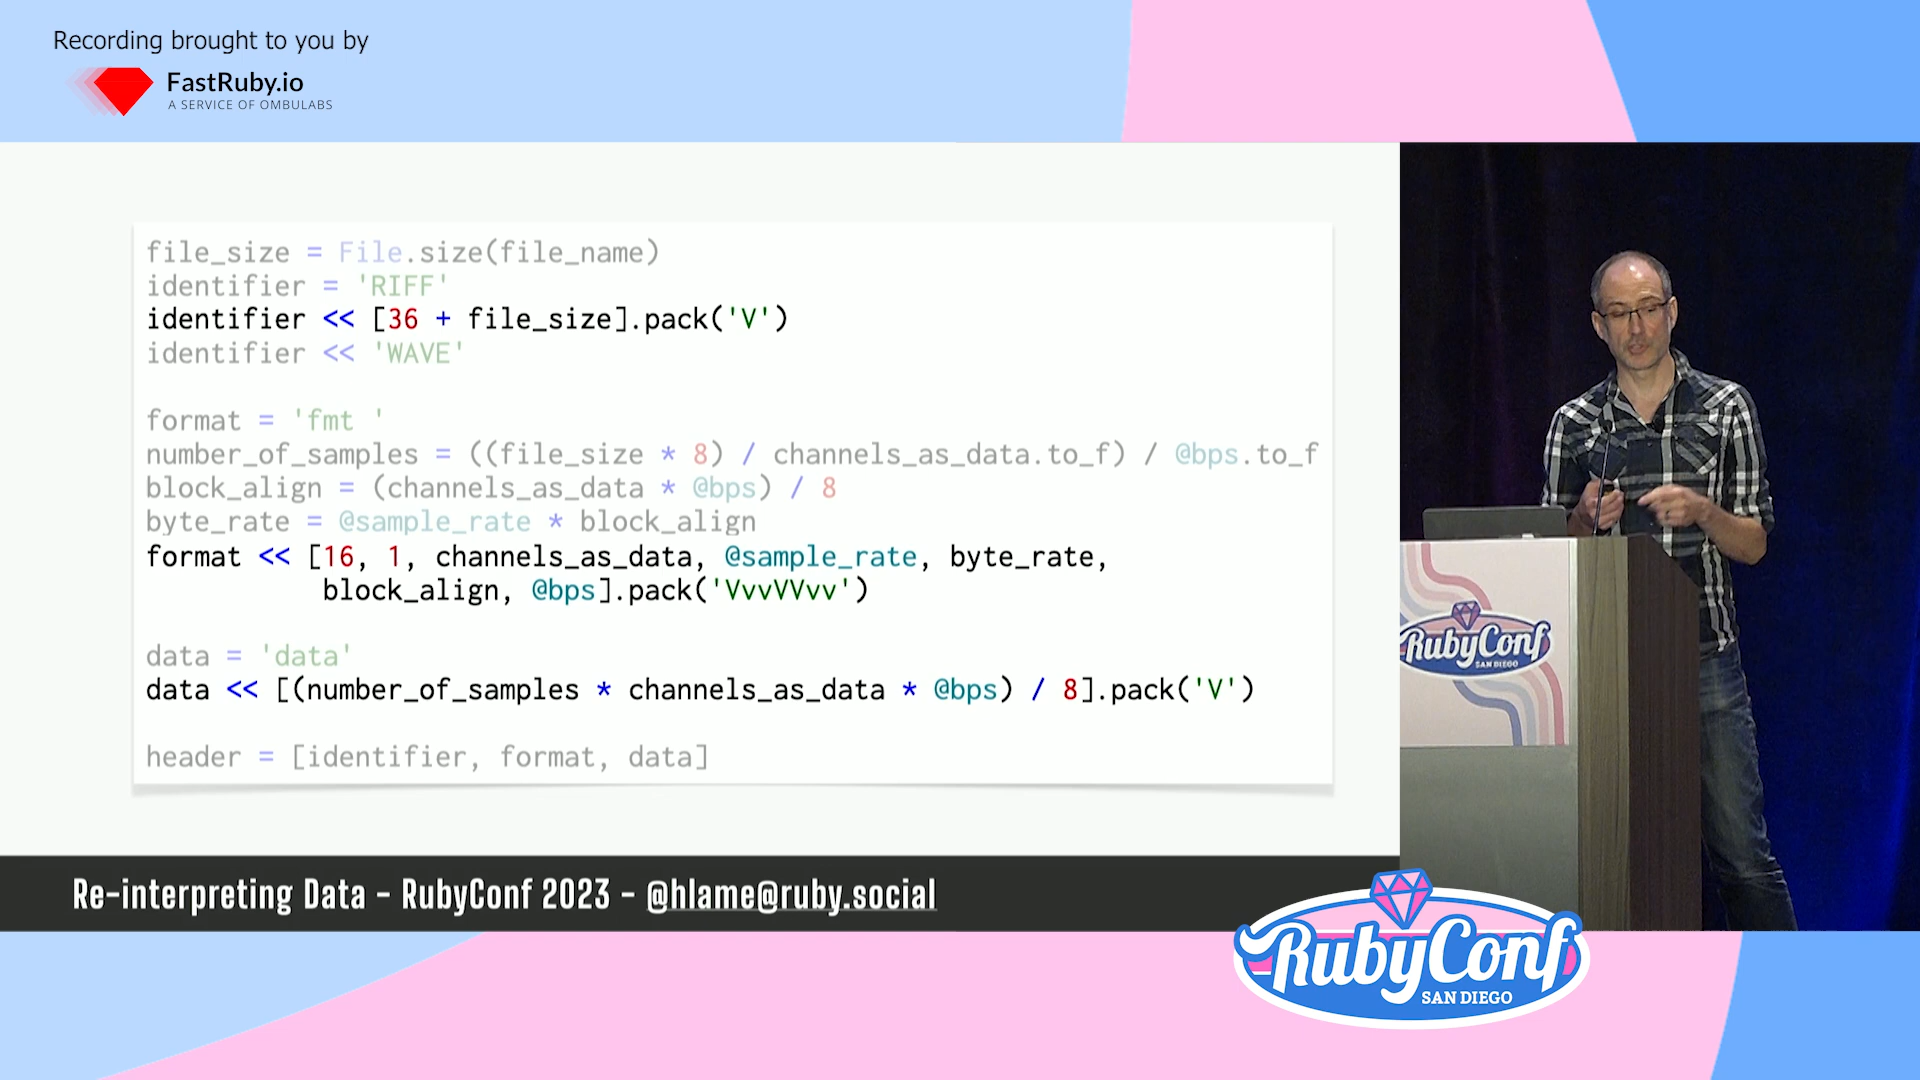 Recording brought to you by
FastRuby.io
A SERVICE OF OMBULABS
file_size = File.size(file_name)
identifier = 'RIFF'
identifier << [36 + file_size].pack('V')
identifier << 'WAVE'
format = 'fmt '
number_of_samples = ((file_size * 8) / channels_as_data.to_f) / @bps.to_f
block_align = (channels_as_data * @bps) / 8
byte_rate = @sample_rate * block_align
format << [16, 1, channels_as_data, @sample_rate, byte_rate,
block_align, @bps].pack('VvvVVvv')
data = 'data'
data << [(number_of_samples * channels_as_data * @bps) / 8].pack('V')
header = [identifier, format, data]
RubyConf
SAN DIEGO
Re-interpreting Data - RubyConf 2023 - @hlame@ruby.social
RubyConf
SAN DIEGO